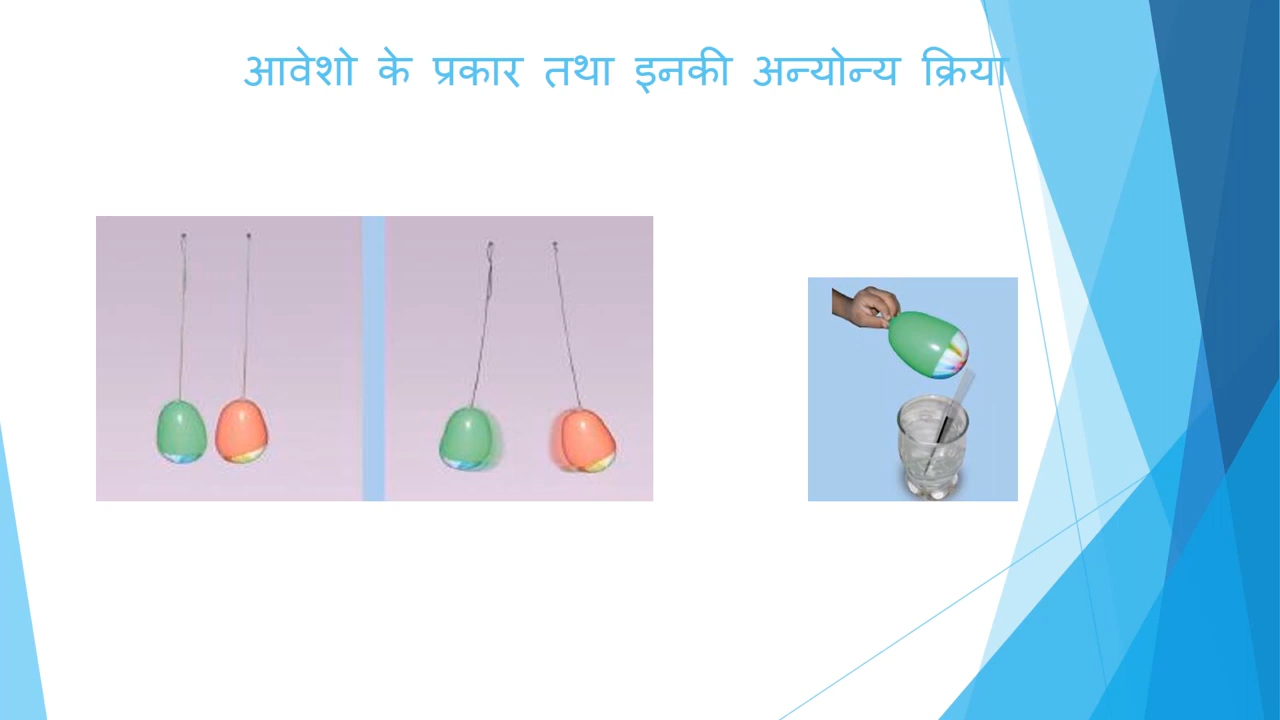 आवेशो के प्रकार तथा इनकी अन्योन्य क्रिया